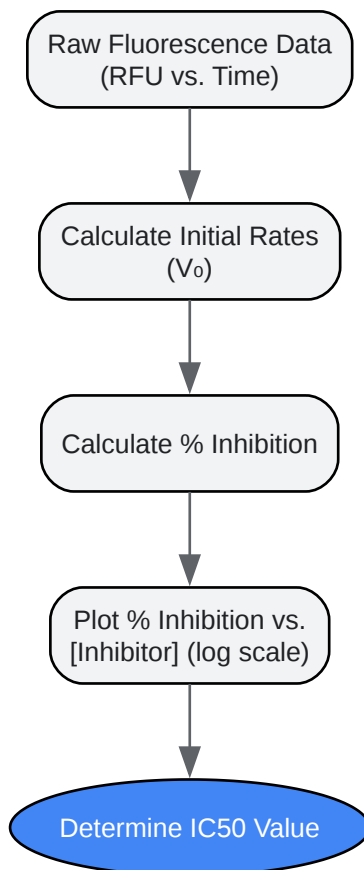 Raw Fluorescence Data
(RFU vs. Time)
Calculate Initial Rates
(V₀)
Calculate % Inhibition
Plot % Inhibition vs.
[Inhibitor] (log scale)
Determine IC50 Value